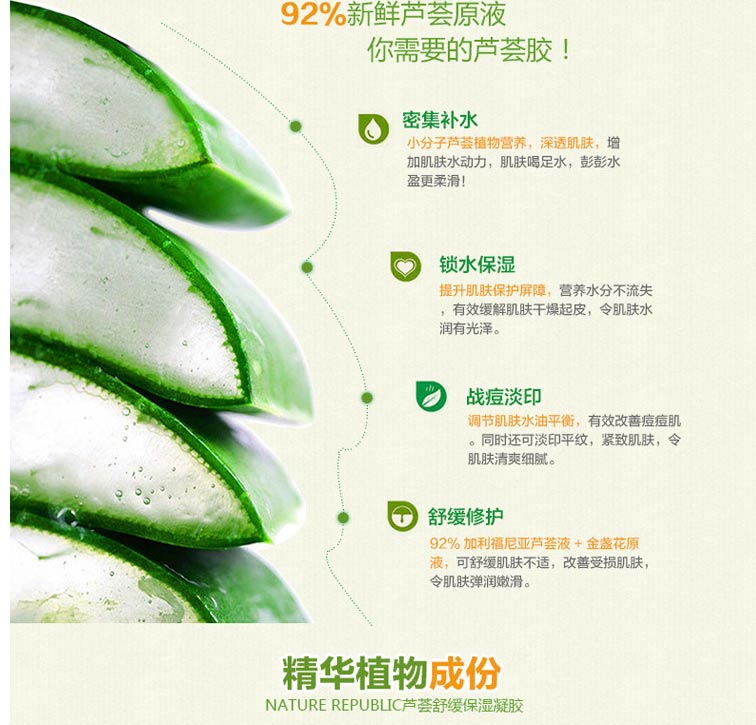 92%新鲜芦荟原液
你需要的芦荟胶！
密集补水
小分子芦荟植物营养，深透肌肤，增
加肌肤水动力，肌肤喝足水，彭彭水
盈更柔滑！
锁水保湿
提升肌肤保护屏障，营养水分不流失
，有效缓解肌肤干燥起皮，令肌肤水
润有光泽。
战痘淡印
调节肌肤水油平衡，有效改善痘痘肌
。同时还可淡印平纹，紧致肌肤，令
肌肤清爽细腻。
舒缓修护
92% 加利福尼亚芦荟液 + 金盏花原
液，可舒缓肌肤不适，改善受损肌肤，
令肌肤弹润嫩滑。
精华植物成份
NATURE REPUBLIC芦荟舒缓保湿凝胶